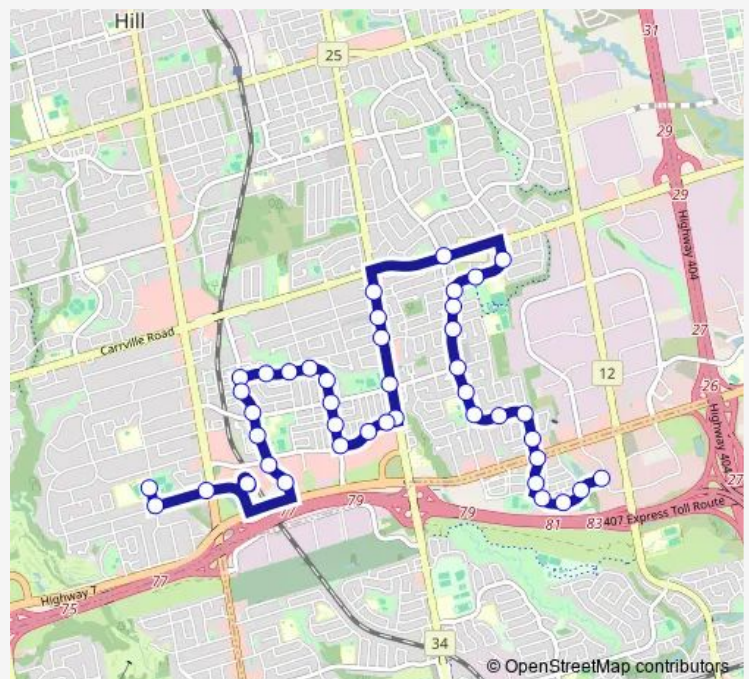 Hill
25
31
29
29
Highway 404
Carrville Road
27
12
26
Highway 404
27
77
79
79
81
83
407 Express Toll Route
Highway 7
77
75
34
© OpenStreetMap contributors